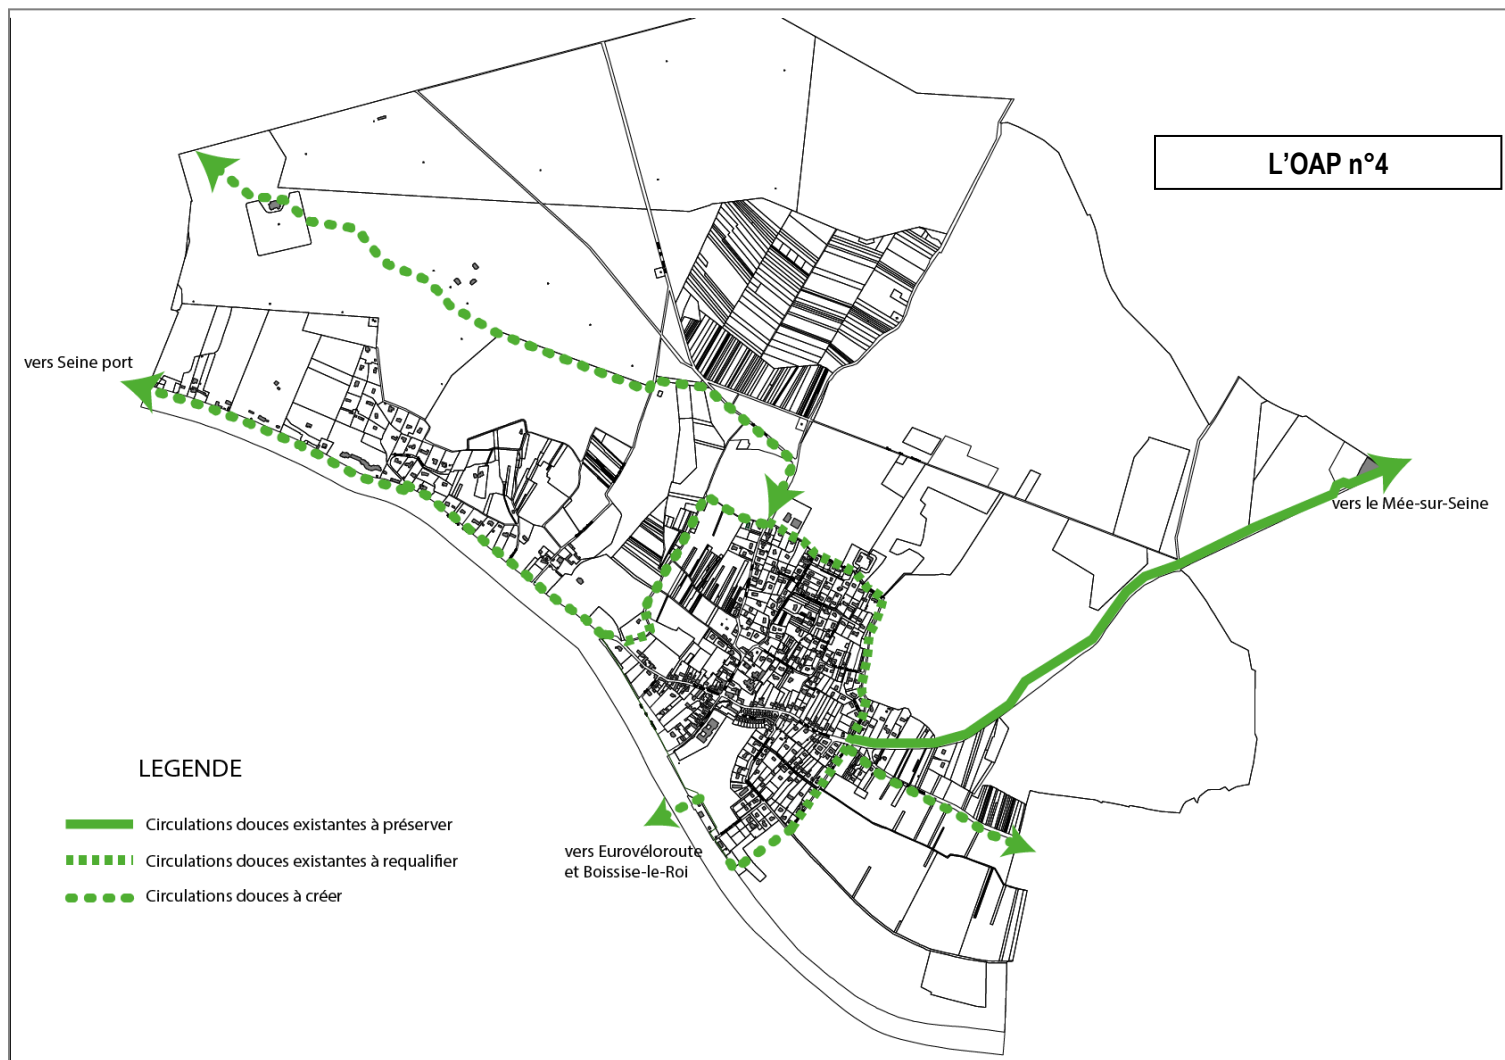 L'OAP n°4
vers Seine port
vers le Mée-sur-Seine
LEGENDE
Circulations douces existantes à préserver
Circulations douces existantes à requalifier
Circulations douces à créer
vers Eurovéloroute
et Boissise-le-Roi